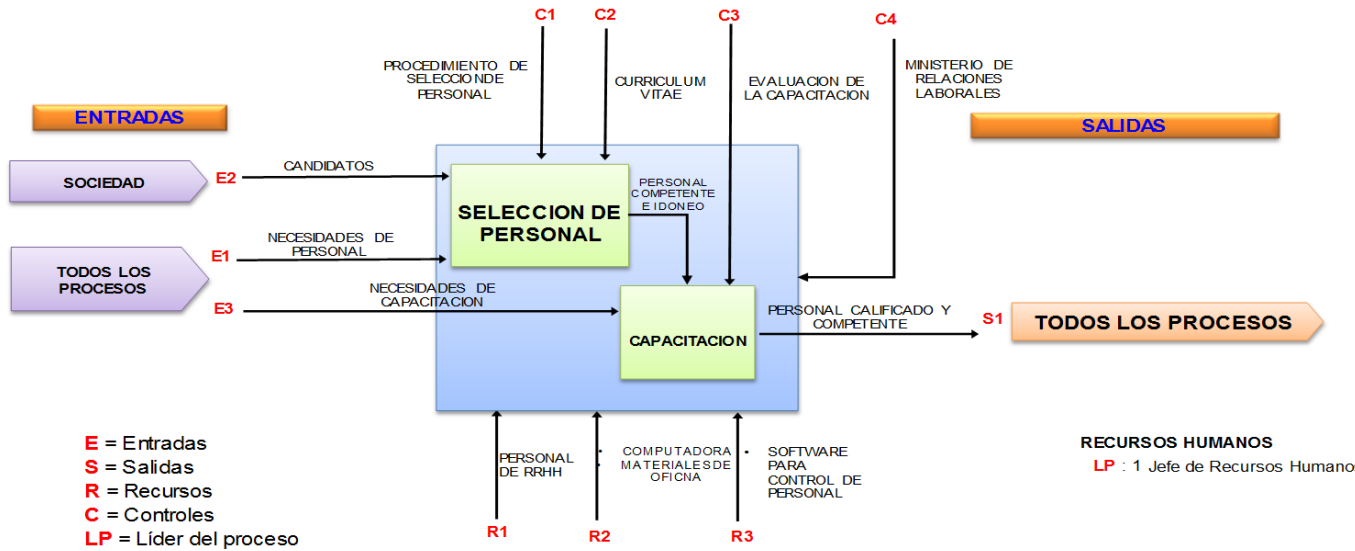 C1
C2
C3
C4
PROCEDIMIENTO DE
SELECCIONDE
PERSONAL
CURRICULUM
VITAE
EVALUACION DE
LA CAPACITACION
MINISTERIO DE
RELACIONES
LABORALES
ENTRADAS
SALIDAS
SOCIEDAD
E2
CANDIDATOS
SELECCION DE
PERSONAL
PERSONAL
COMPETENTE
E IDONEO
TODOS LOS
PROCESOS
E1
NECESIDADES DE
PERSONAL
E3
NECESIDADES DE
CAPACITACION
CAPACITACION
PERSONAL CALIFICADO Y
COMPETENTE
S1
TODOS LOS PROCESOS
E = Entradas
S = Salidas
R = Recursos
C = Controles
LP = Líder del proceso
PERSONAL
DE RRHH
R1
• COMPUTADORA
• MATERIALES DE
OFICNA
R2
• SOFTWARE
PARA
CONTROL DE
PERSONAL
R3
RECURSOS HUMANOS
LP : 1 Jefe de Recursos Humano